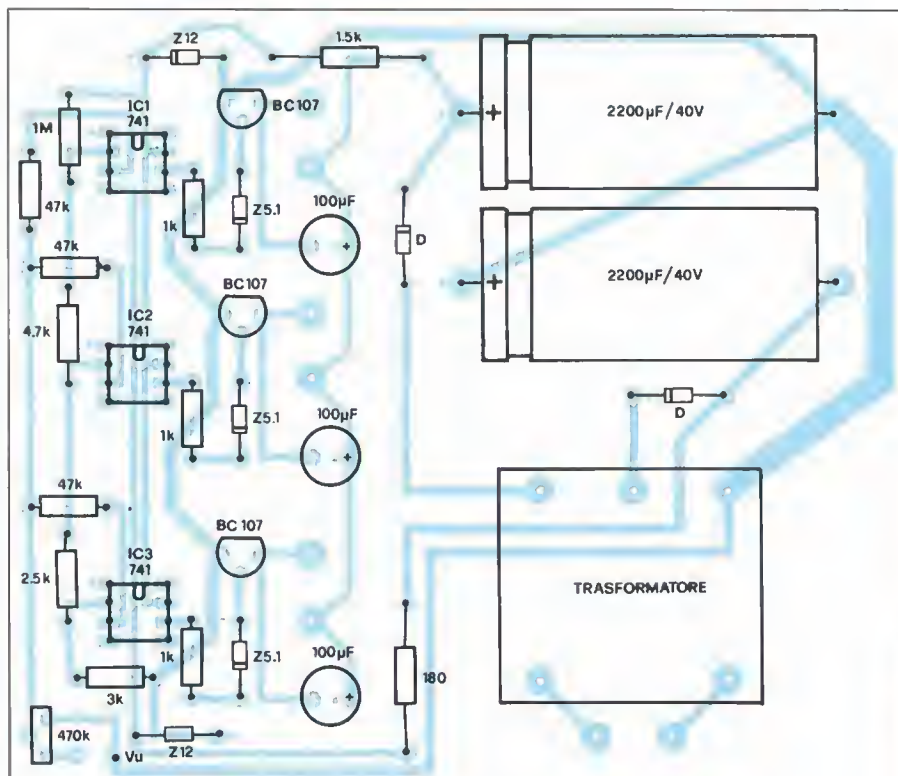 Z12
1.5k
BC107
+
2200µF/40V
IC1
741
1M
47k
1k
Z5.1
100µF
+
D
+
2200µF/40V
47k
BC107
IC2
741
4.7k
1k
Z5.1
100µF
+
D
47k
BC107
IC3
741
2.5k
TRASFORMATORE
1k
Z5.1
100µF
+
180
3k
470k
Vu
Z12